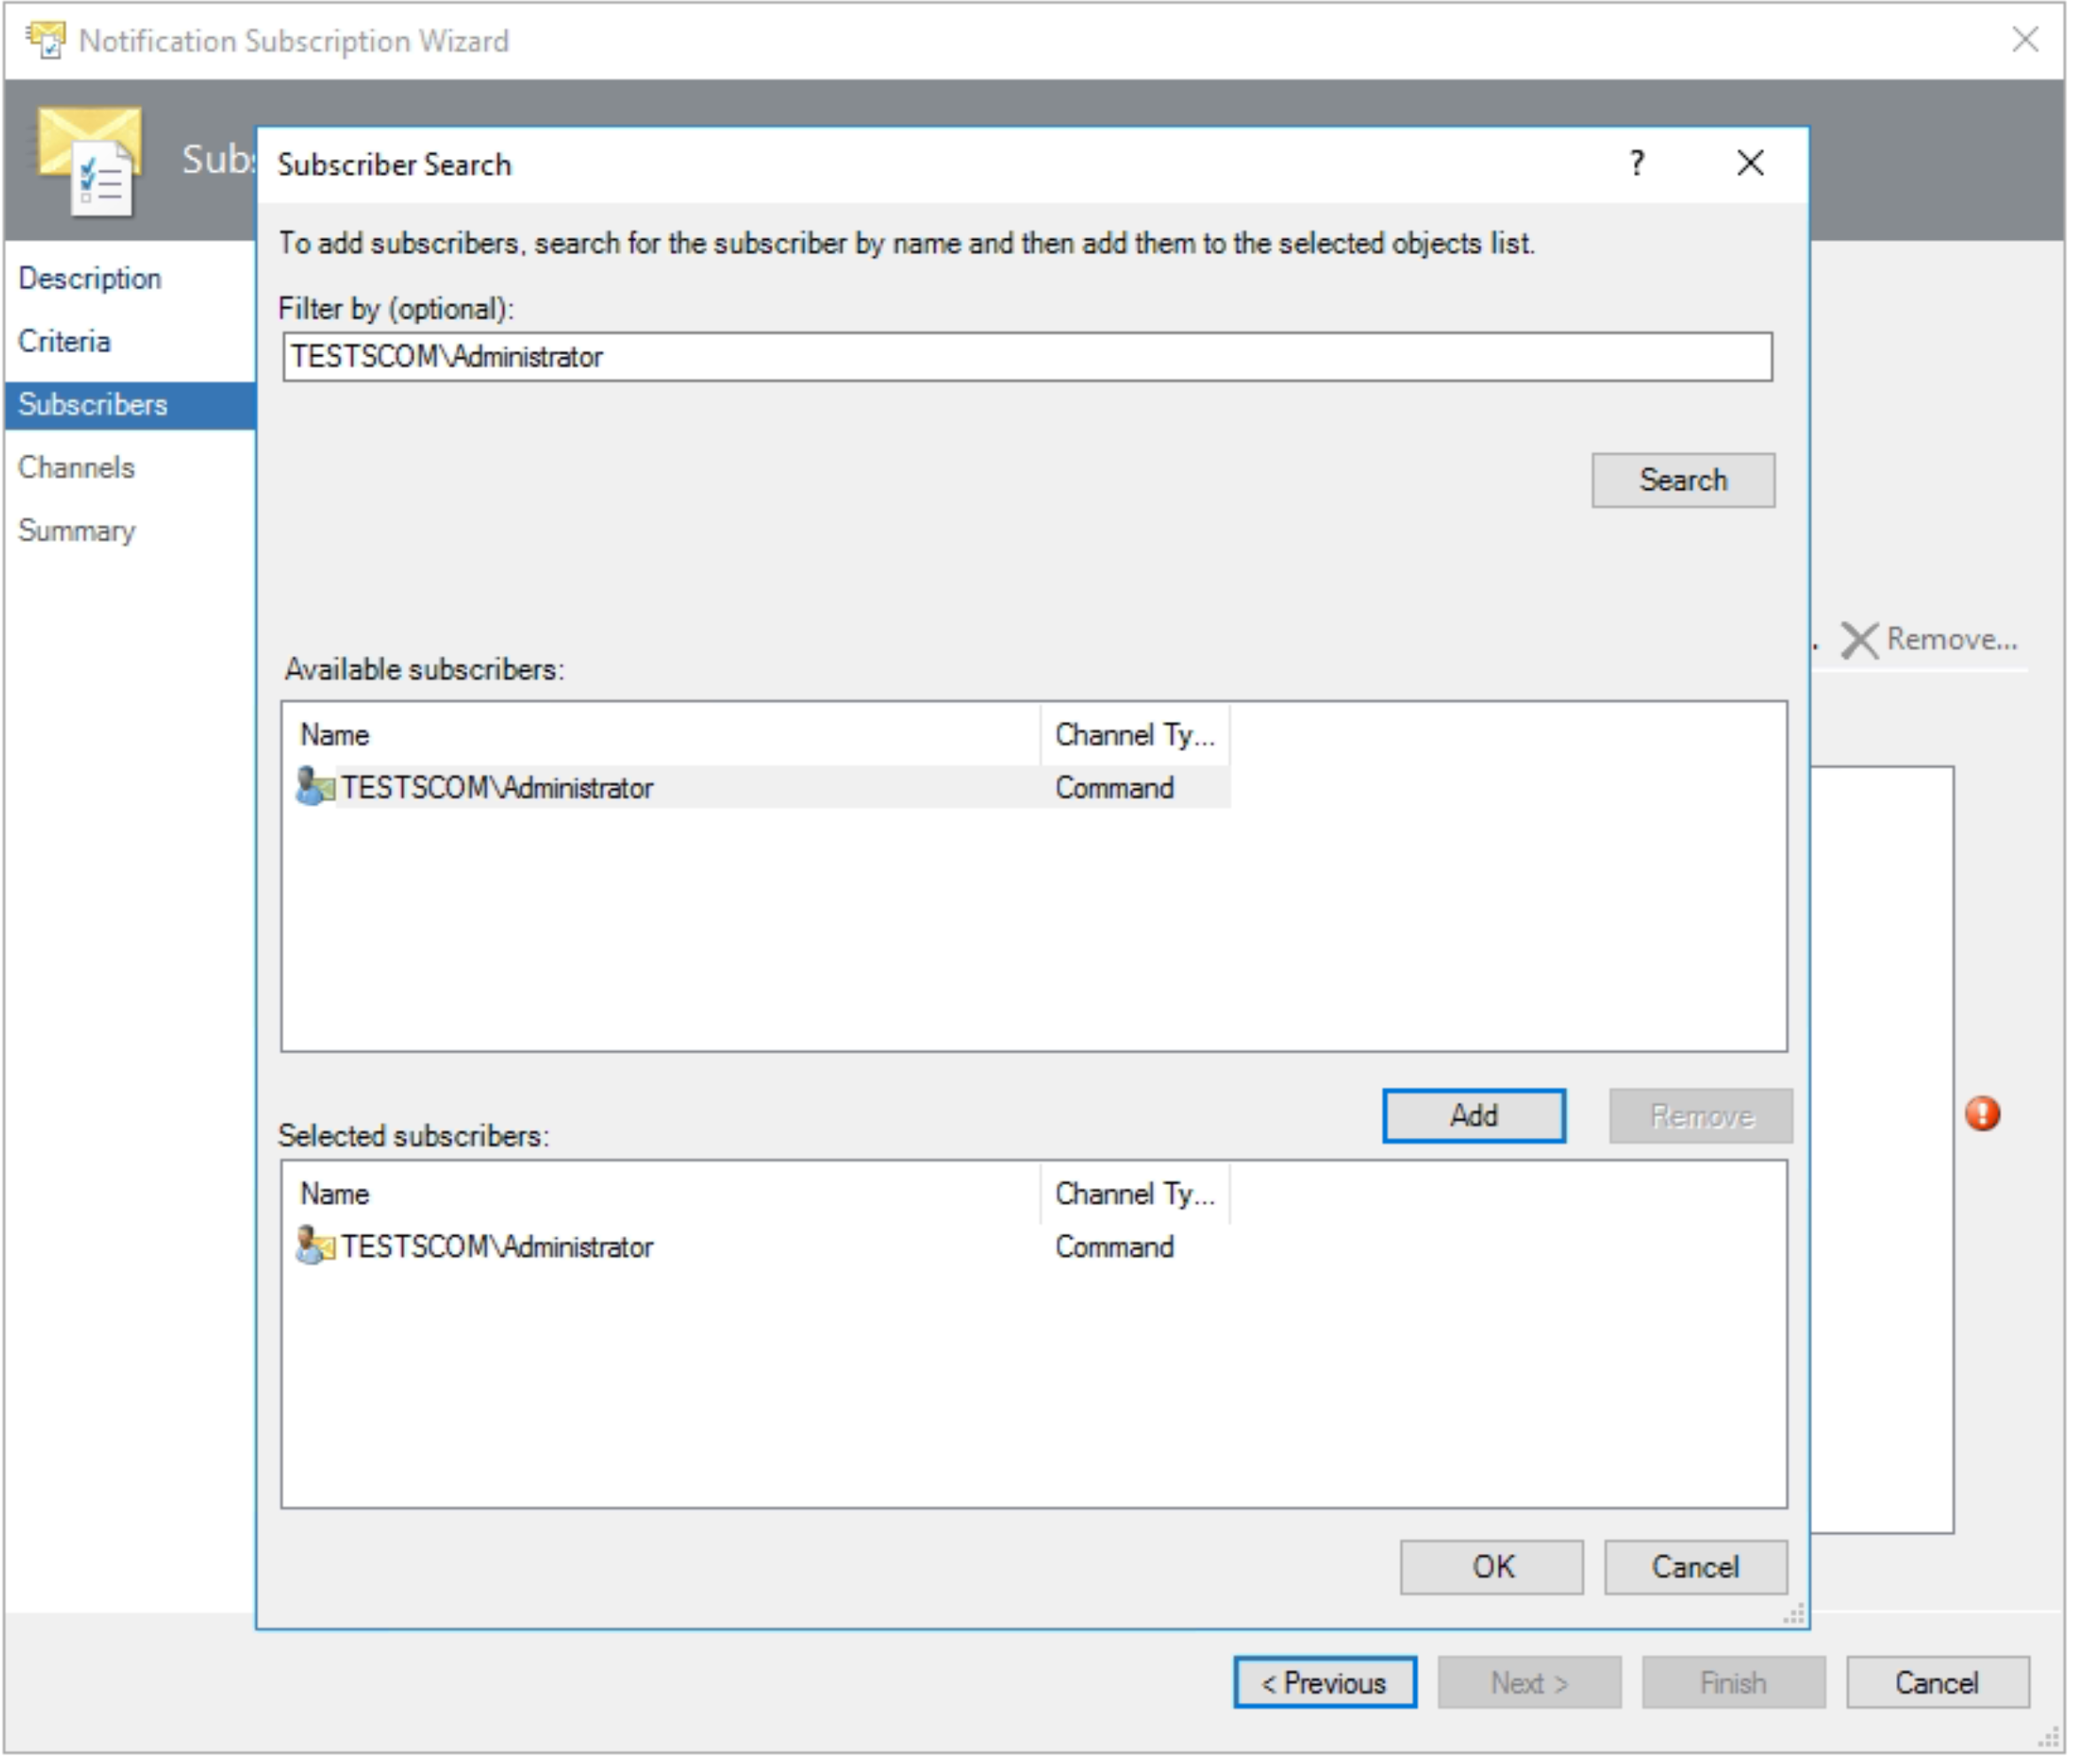 Notification Subscription Wizard
Subscriber Search
?
To add subscribers, search for the subscriber by name and then add them to the selected objects list.
Filter by (optional):
TESTSCOM\Administrator
Search
Description
Criteria
Subscribers
Channels
Summary
Remove...
Available subscribers:
Name Channel Ty...
TESTSCOM\Administrator Command
Add Remove
Selected subscribers:
Name Channel Ty...
TESTSCOM\Administrator Command
OK Cancel
< Previous Next > Finish Cancel